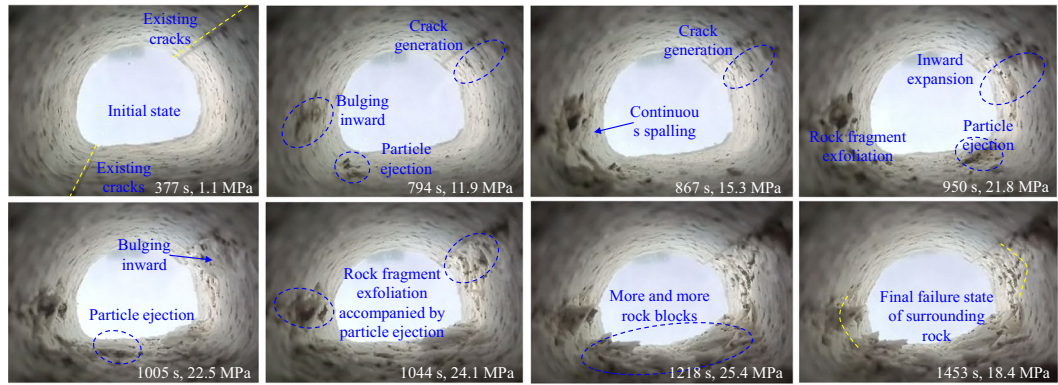 Existing
cracks
Initial state
Existing
cracks
377 s, 1.1 MPa
Crack
generation
Bulging
inward
Particle
ejection
794 s, 11.9 MPa
Crack
generation
Continuou
s spalling
867 s, 15.3 MPa
Inward
expansion
Rock fragment
exfoliation
Particle
ejection
950 s, 21.8 MPa
Bulging
inward
Particle ejection
1005 s, 22.5 MPa
Rock fragment
exfoliation
accompanied by
particle ejection
1044 s, 24.1 MPa
More and more
rock blocks
1218 s, 25.4 MPa
Final failure state
of surrounding
rock
1453 s, 18.4 MPa